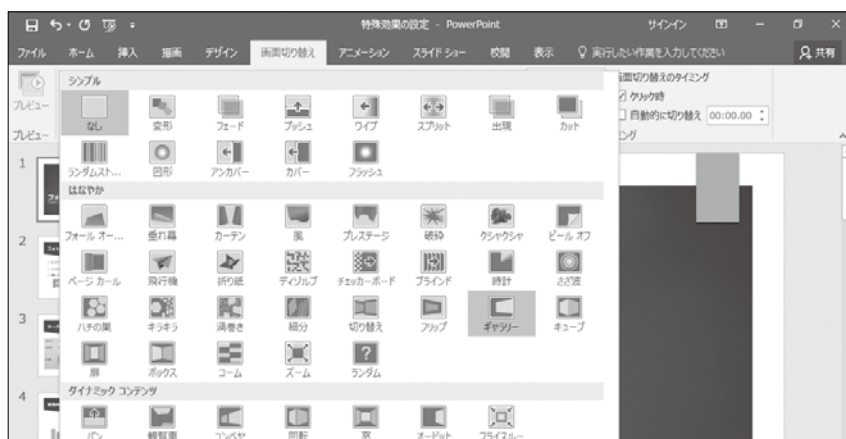 特殊効果の設定 - PowerPoint サインイン
ファイル ホーム 挿入 描画 デザイン 画面切り替え アニメーション スライド ショー 校閲 表示 実行したい作業を入力してください 共有
シンプル 画面切り替えのタイミング
プレビュー クリック時
なし 変形 フェード プッシュ ワイプ スプリット 出現 カット 自動的に切り替え 00:00.00
プレビュー ミング
ランダムスト... 図形 アンカバー カバー フラッシュ
1
はなやか
フォール オー... 垂れ幕 カーテン 風 プレステージ 破砕 クシャクシャ ピール オフ
2
ページ カール 飛行機 折り紙 ディゾルブ チェッカーボード ブラインド 時計 さざ波
3
ハチの巣 キラキラ 渦巻き 細分 切り替え フリップ ギャラリー キューブ
扉 ボックス コーム ズーム ランダム
ダイナミック コンテンツ
4
パン 観覧車 コンベヤ 回転 窓 オービット フライスルー